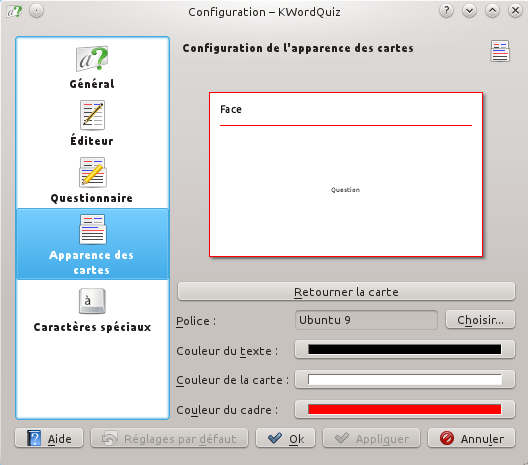 Configuration – KWordQuiz
Général
Éditeur
Questionnaire
Apparence des
cartes
Caractères spéciaux
Configuration de l'apparence des cartes
Face
Question
Retourner la carte
Police :
Ubuntu 9
Choisir...
Couleur du texte :
Couleur de la carte :
Couleur du cadre :
Aide
Réglages par défaut
Ok
Appliquer
Annuler